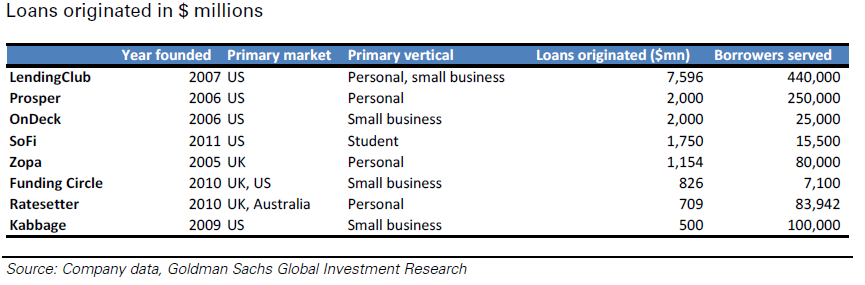 Loans originated in $ millions
Year founded Primary market Primary vertical Loans originated ($mn) Borrowers served
LendingClub 2007 US Personal, small business 7,596 440,000
Prosper 2006 US Personal 2,000 250,000
OnDeck 2006 US Small business 2,000 25,000
SoFi 2011 US Student 1,750 15,500
Zopa 2005 UK Personal 1,154 80,000
Funding Circle 2010 UK, US Small business 826 7,100
Ratesetter 2010 UK, Australia Personal 709 83,942
Kabbage 2009 US Small business 500 100,000
Source: Company data, Goldman Sachs Global Investment Research